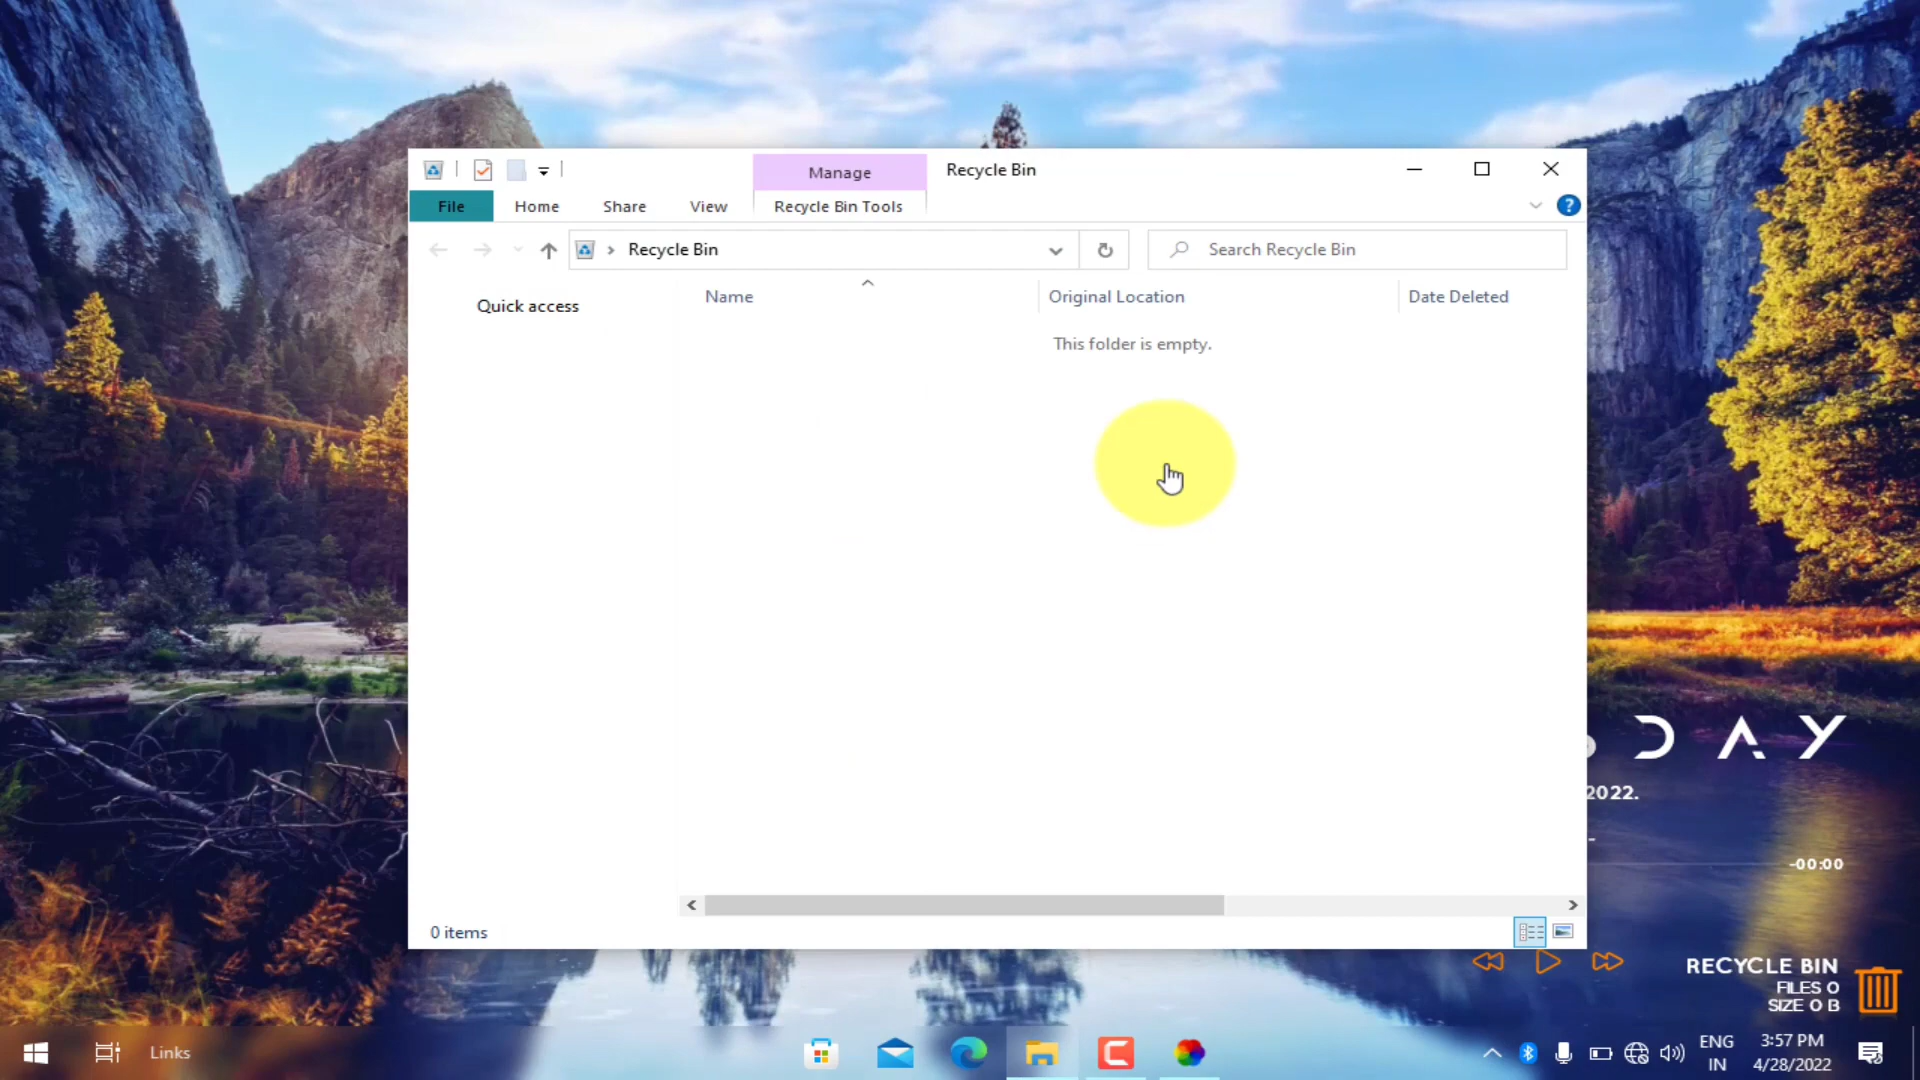 Manage
Recycle Bin
File
Home
Share
View
Recycle Bin Tools
Recycle Bin
Search Recycle Bin
Quick access
Name
Original Location
Date Deleted
This folder is empty.
0 items
DAY
2022.
-
-00:00
RECYCLE BIN
FILES 0
SIZE 0 B
Links
ENG
IN
3:57 PM
4/28/2022